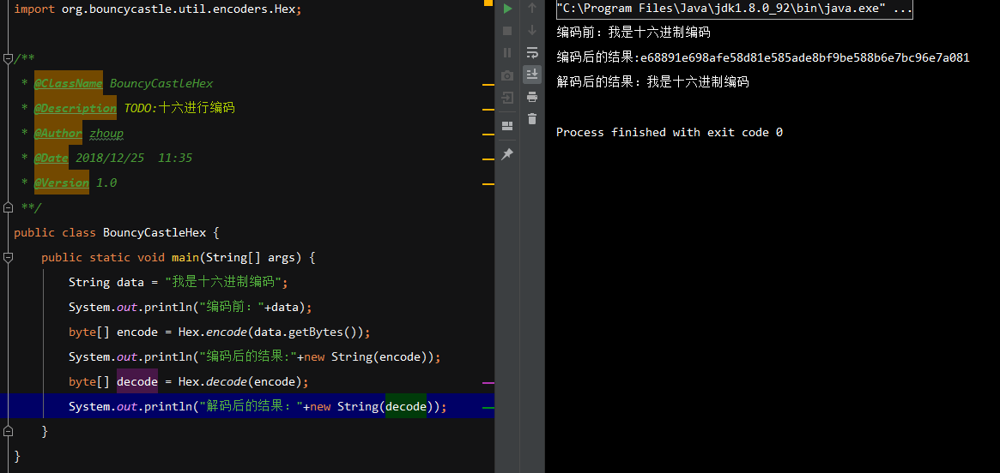 import org.bouncycastle.util.encoders.Hex;
/**
* @ClassName BouncyCastleHex
* @Description TODO:十六进行编码
* @Author zhoup
* @Date 2018/12/25  11:35
* @Version 1.0
**/
public class BouncyCastleHex {
public static void main(String[] args) {
String data = "我是十六进制编码";
System.out.println("编码前："+data);
byte[] encode = Hex.encode(data.getBytes());
System.out.println("编码后的结果:"+new String(encode));
byte[] decode = Hex.decode(encode);
System.out.println("解码后的结果："+new String(decode));
}
}
"C:\Program Files\Java\jdk1.8.0_92\bin\java.exe" ...
编码前：我是十六进制编码
编码后的结果:e68891e698afe58d81e585ade8bf9be588b6e7bc96e7a081
解码后的结果：我是十六进制编码
Process finished with exit code 0